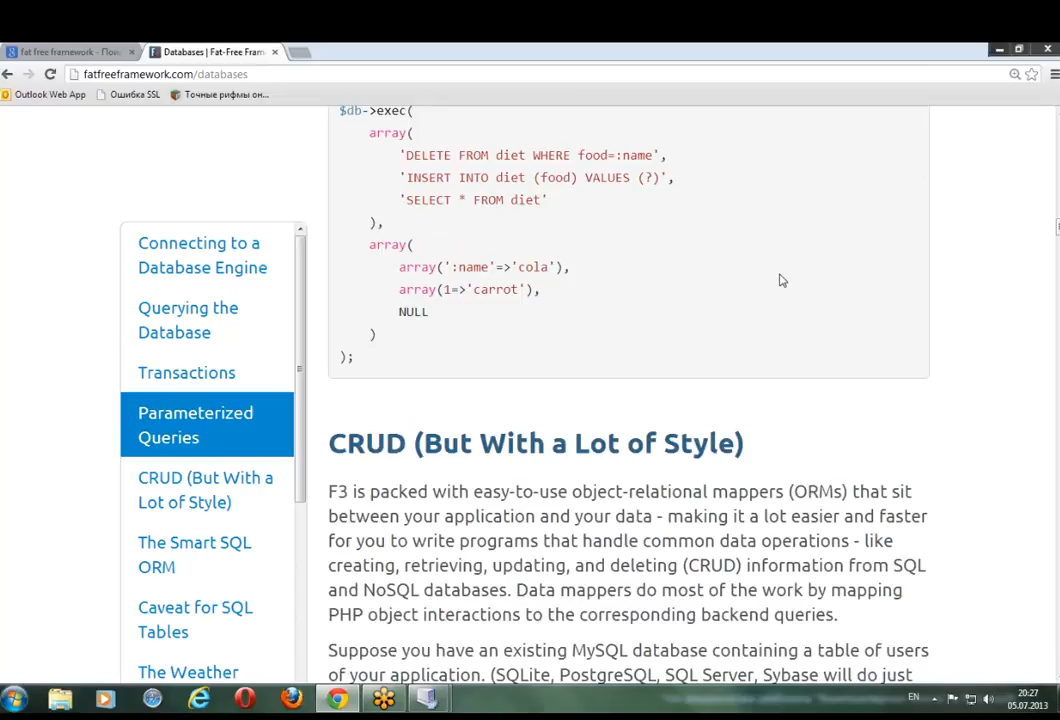 fat free framework - Пои
Databases | Fat-Free Fram
fatfreeframework.com/databases
Outlook Web App
Ошибка SSL
Точные рифмы он...
$db->exec(
array(
'DELETE FROM diet WHERE food=:name',
'INSERT INTO diet (food) VALUES (?)',
'SELECT * FROM diet'
),
array(
array(':name'=>'cola'),
array(1=>'carrot'),
NULL
)
);
Connecting to a
Database Engine
Querying the
Database
Transactions
Parameterized
Queries
CRUD (But With a
Lot of Style)
The Smart SQL
ORM
Caveat for SQL
Tables
The Weather
CRUD (But With a Lot of Style)
F3 is packed with easy-to-use object-relational mappers (ORMs) that sit
between your application and your data - making it a lot easier and faster
for you to write programs that handle common data operations - like
creating, retrieving, updating, and deleting (CRUD) information from SQL
and NoSQL databases. Data mappers do most of the work by mapping
PHP object interactions to the corresponding backend queries.
Suppose you have an existing MySQL database containing a table of users
of your application. (SQLite, PostgreSQL, SQL Server, Sybase will do just
EN
20:27
05.07.2013